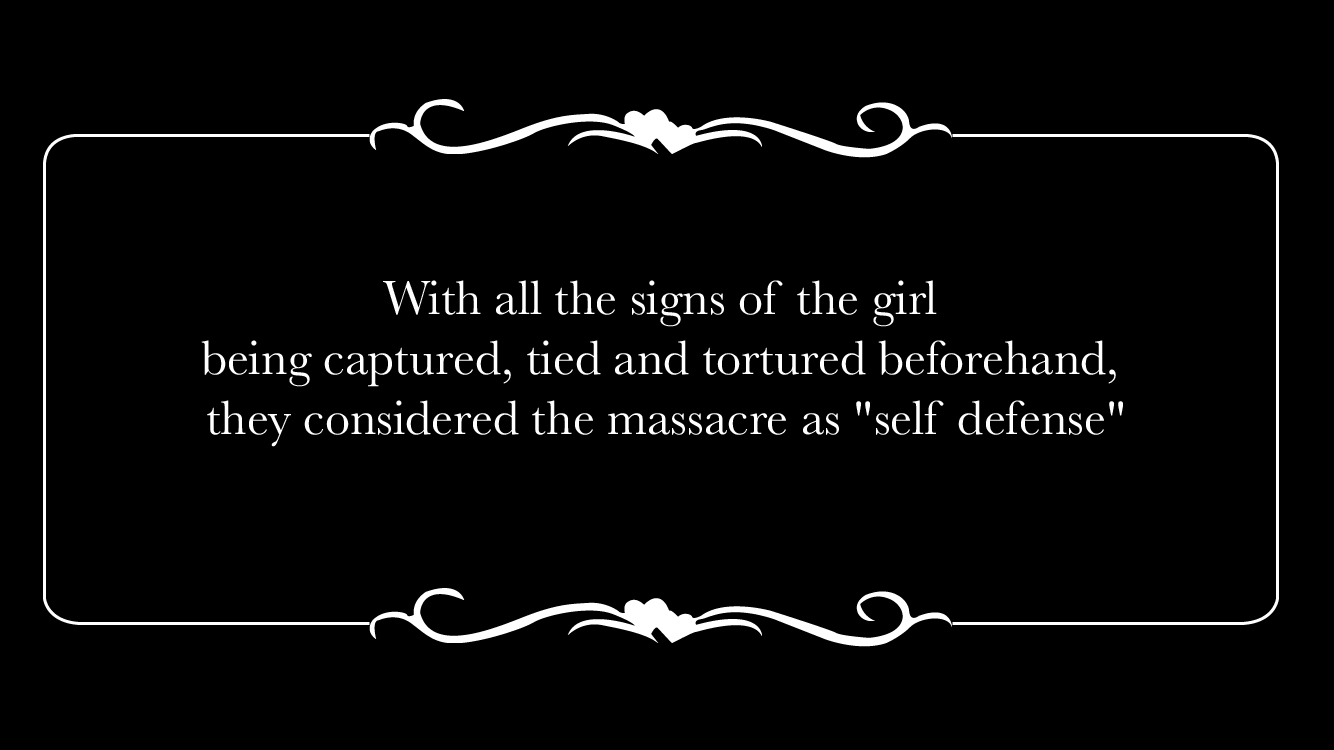 With all the signs of the girl
being captured, tied and tortured beforehand,
they considered the massacre as "self defense"